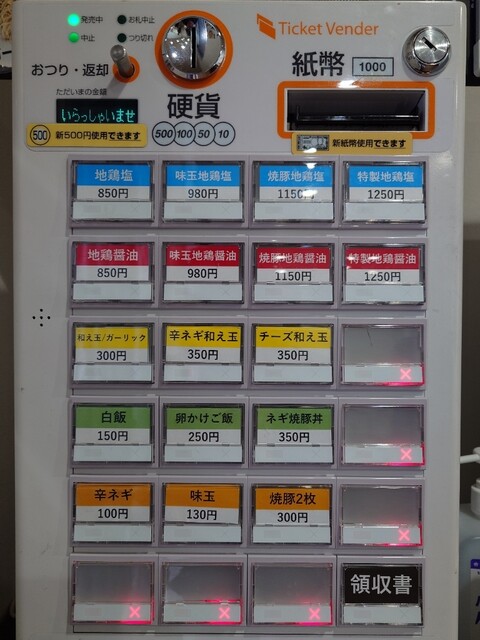 発売中
お札中止
中止
つり切れ
Ticket Vender
おつり・返却
紙幣 1000
ただいまの金額
いらっしゃいませ
硬貨
500 100 50 10
500 新500円使用できます
新紙幣使用できます
地鶏塩 味玉地鶏塩 焼豚地鶏塩 特製地鶏塩
850円 980円 1150円 1250円
地鶏醤油 味玉地鶏醤油 焼豚地鶏醤油 特製地鶏醤油
850円 980円 1150円 1250円
和え玉/ガーリック 辛ネギ和え玉 チーズ和え玉
300円 350円 350円
×
白飯 卵かけご飯 ネギ焼豚丼
150円 250円 350円
×
辛ネギ 味玉 焼豚2枚
100円 130円 300円
×
× × × 領収書